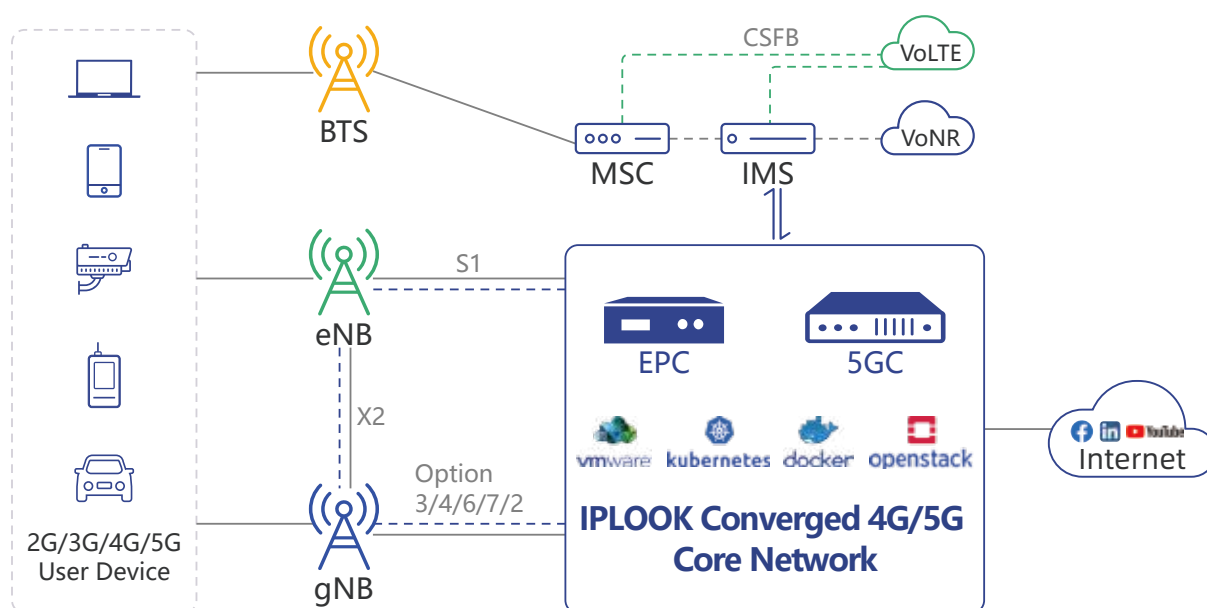 CSFB
VoLTE
BTS
MSC
IMS
VoNR
S1
eNB
EPC
5GC
X2
vmware
kubernetes
docker
openstack
YouTube
Internet
Option
3/4/6/7/2
IPLOOK Converged 4G/5G
Core Network
2G/3G/4G/5G
User Device
gNB